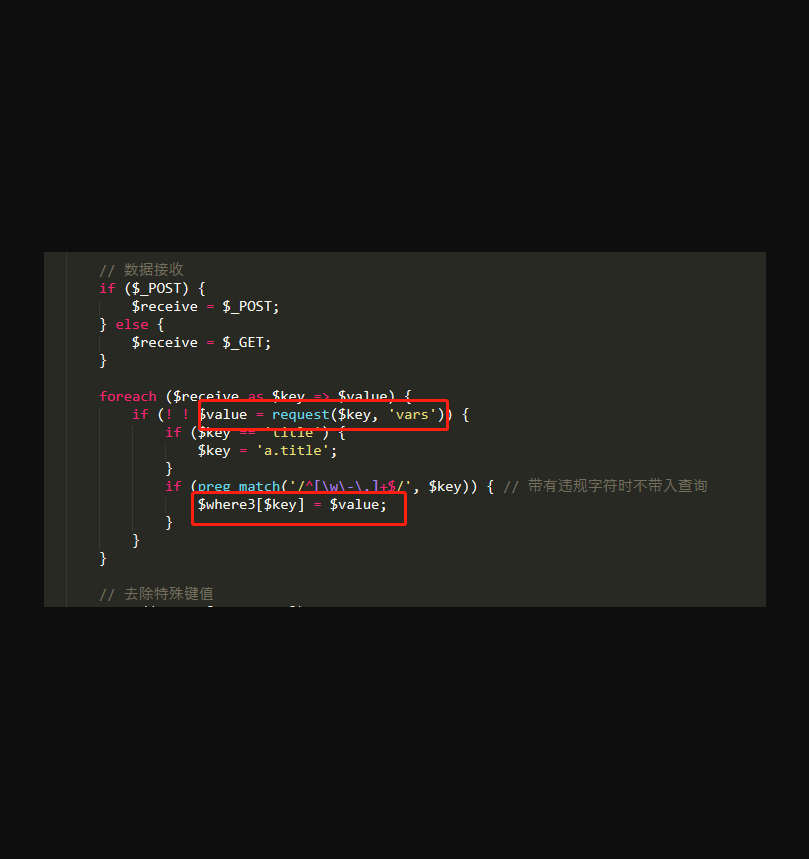 // 数据接收
if ($_POST) {
    $receive = $_POST;
} else {
    $receive = $_GET;
}
foreach ($receive as $key => $value) {
    if (! ! $value = request($key, 'vars')) {
        if ($key == 'title') {
            $key = 'a.title';
        }
        if (preg_match('/^[\w\-\.]+$/', $key)) { // 带有违规字符时不带入查询
            $where3[$key] = $value;
        }
    }
}
// 去除特殊键值